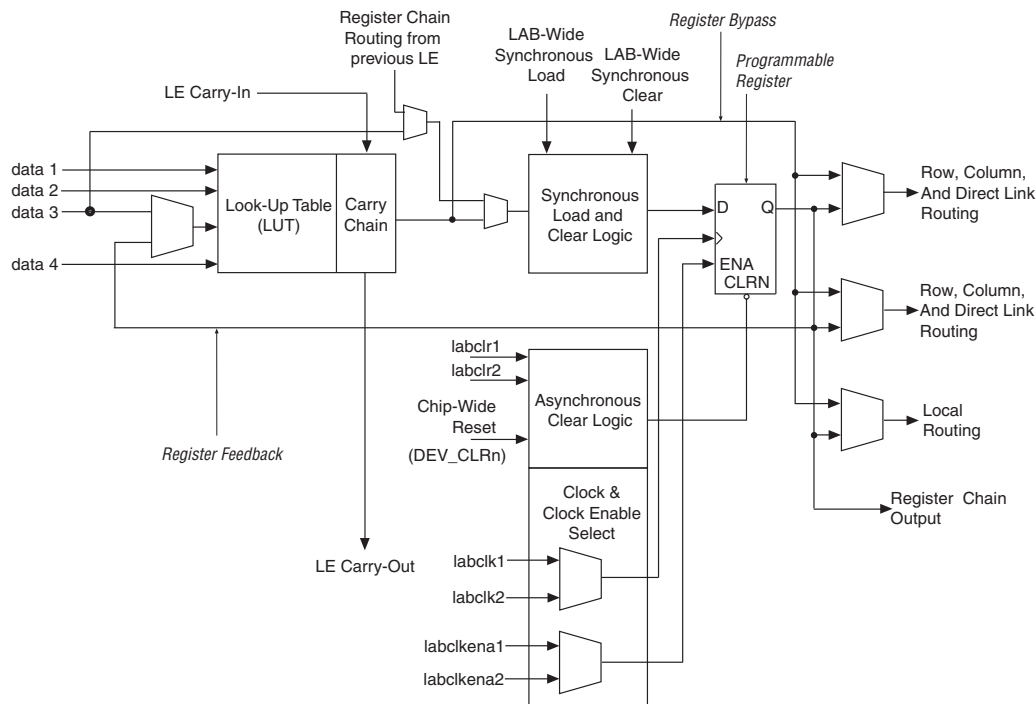 Register Chain
Routing from
previous LE
LAB-Wide
Synchronous
Load
LAB-Wide
Synchronous
Clear
Register Bypass
Programmable
Register
LE Carry-In
data 1
data 2
data 3
data 4
Look-Up Table
(LUT)
Carry
Chain
Synchronous
Load and
Clear Logic
D
Q
ENA
CLRN
Row, Column,
And Direct Link
Routing
Row, Column,
And Direct Link
Routing
Local
Routing
Register Chain
Output
labclr1
labclr2
Chip-Wide
Reset
(DEV_CLRn)
Asynchronous
Clear Logic
Register Feedback
Clock &
Clock Enable
Select
LE Carry-Out
labclk1
labclk2
labclkena1
labclkena2